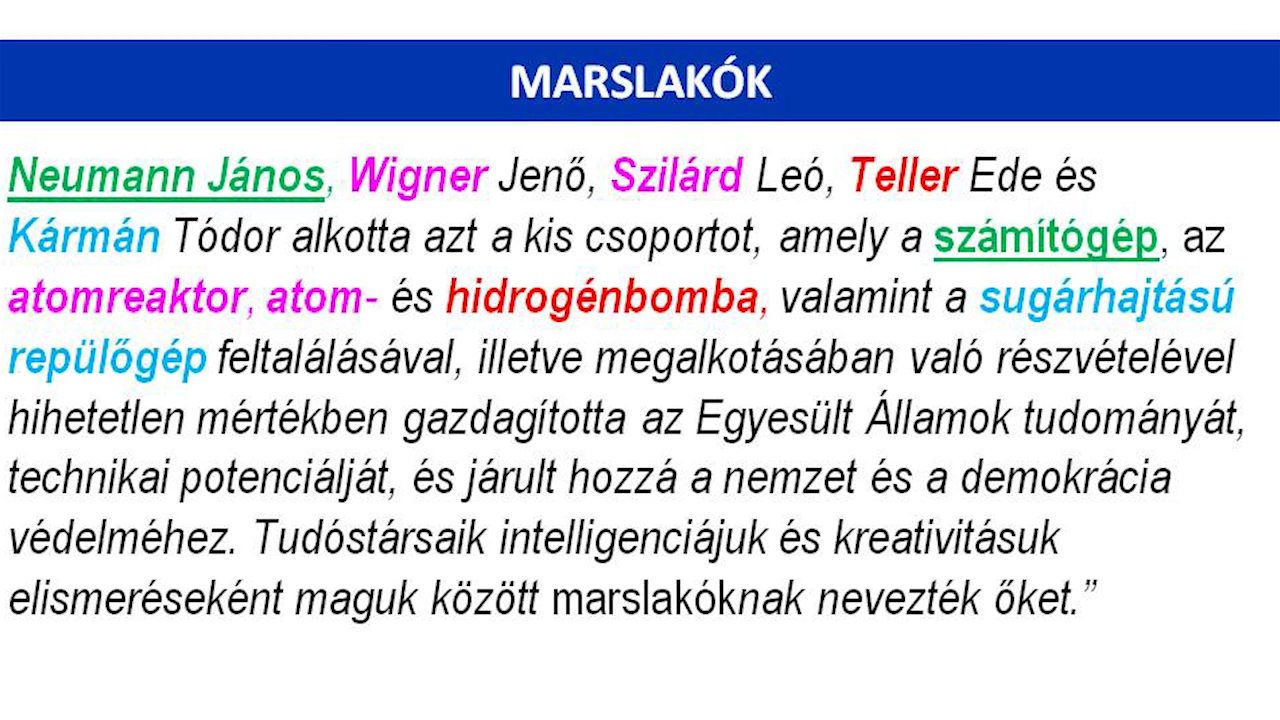 MARSLAKÓK
Neumann János, Wigner Jenő, Szilárd Leó, Teller Ede és
Kármán Tódor alkotta azt a kis csoportot, amely a számítógép, az
atomreaktor, atom- és hidrogénbomba, valamint a sugárhajtású
repülőgép feltalálásával, illetve megalkotásában való részvételével
hihetetlen mértékben gazdagította az Egyesült Államok tudományát,
technikai potenciálját, és járult hozzá a nemzet és a demokrácia
védelméhez. Tudóstársaik intelligenciájuk és kreativitásuk
elismeréseként maguk között marslakóknak nevezték őket.”